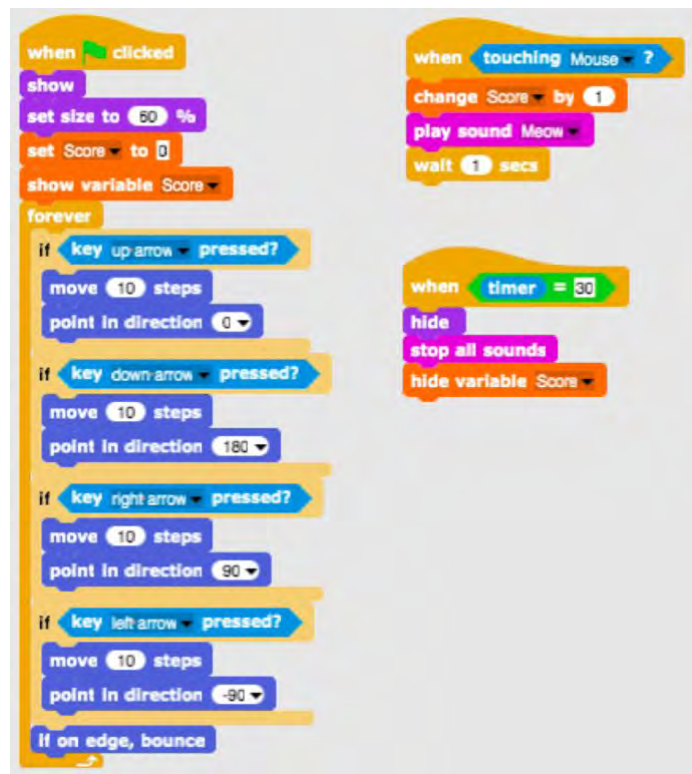 when clicked
show
set size to 60 %
set Score to 0
show variable Score
forever
if key up arrow pressed?
move 10 steps
point in direction 0
if key down arrow pressed?
move 10 steps
point in direction 180
if key right arrow pressed?
move 10 steps
point in direction 90
if key left arrow pressed?
move 10 steps
point in direction -90
if on edge, bounce
when touching Mouse ?
change Score by 1
play sound Meow
wait 1 secs
when timer = 30
hide
stop all sounds
hide variable Score